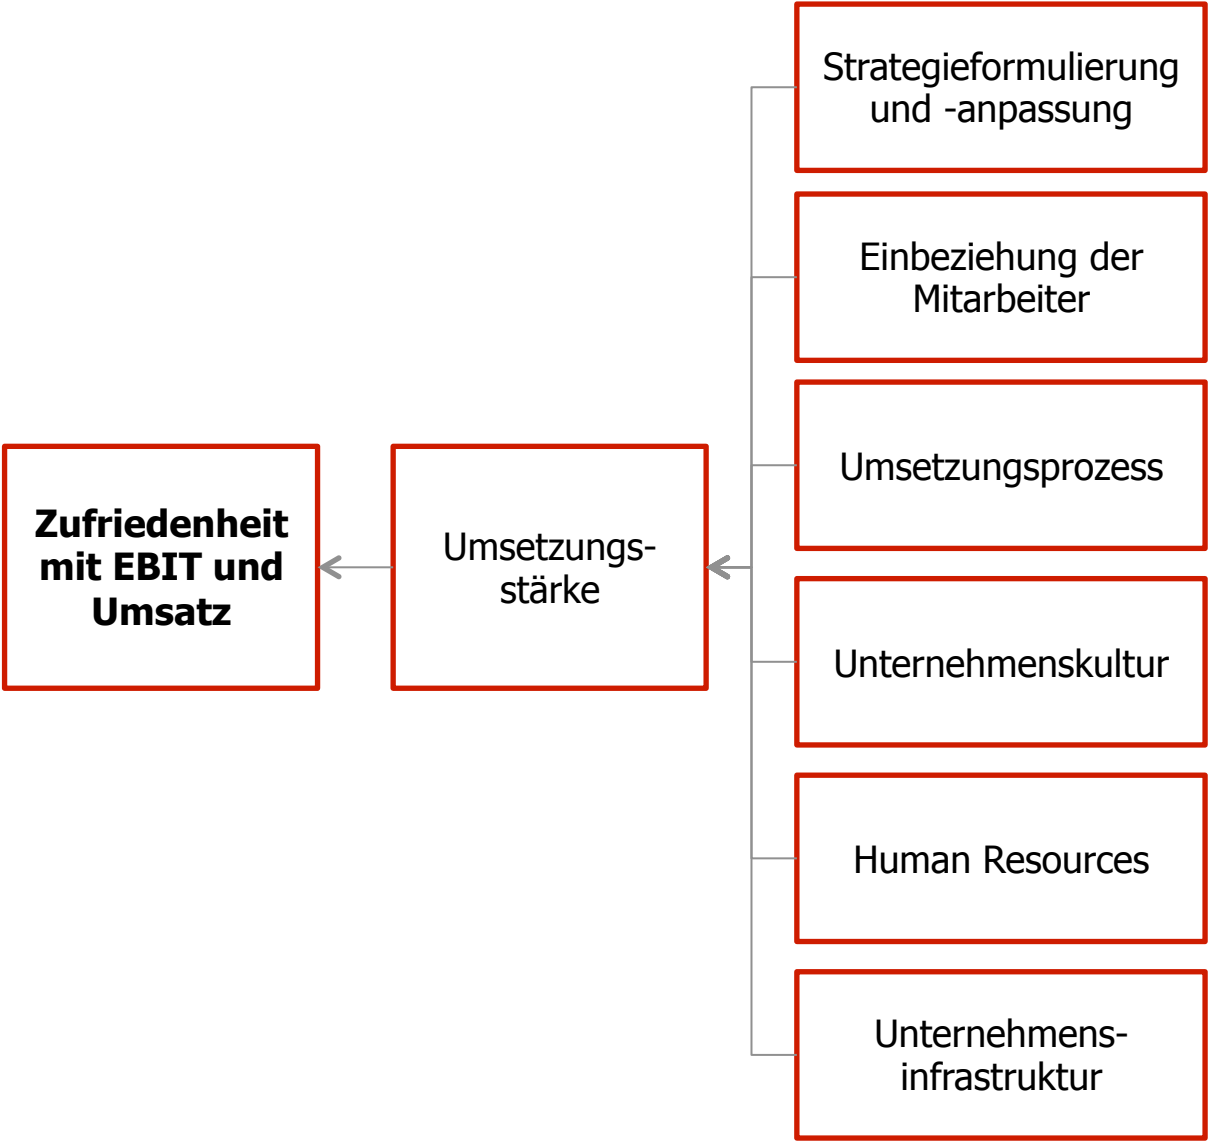 Strategieformulierung
und -anpassung
Einbeziehung der
Mitarbeiter
Umsetzungsprozess
Zufriedenheit
mit EBIT und
Umsatz
Umsetzungs-
stärke
Unternehmenskultur
Human Resources
Unternehmens-
infrastruktur